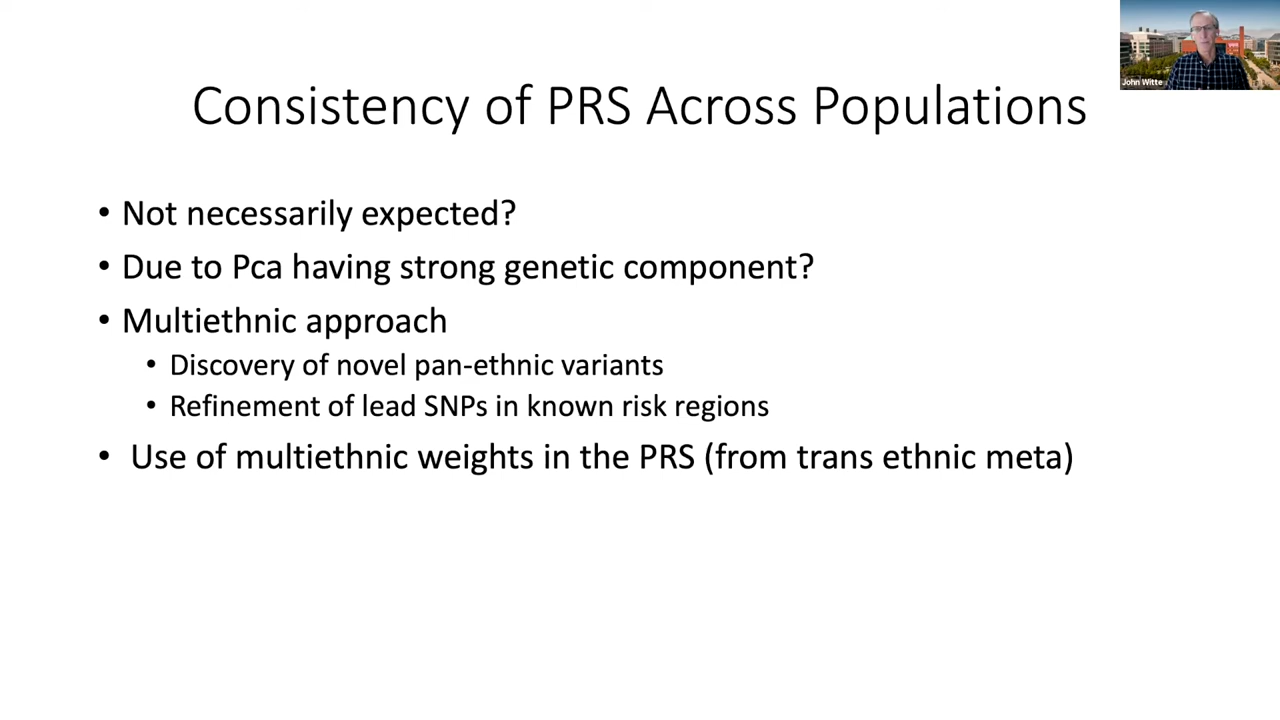 John Witte
Consistency of PRS Across Populations
• Not necessarily expected?
• Due to Pca having strong genetic component?
• Multiethnic approach
• Discovery of novel pan-ethnic variants
• Refinement of lead SNPs in known risk regions
• Use of multiethnic weights in the PRS (from trans ethnic meta)